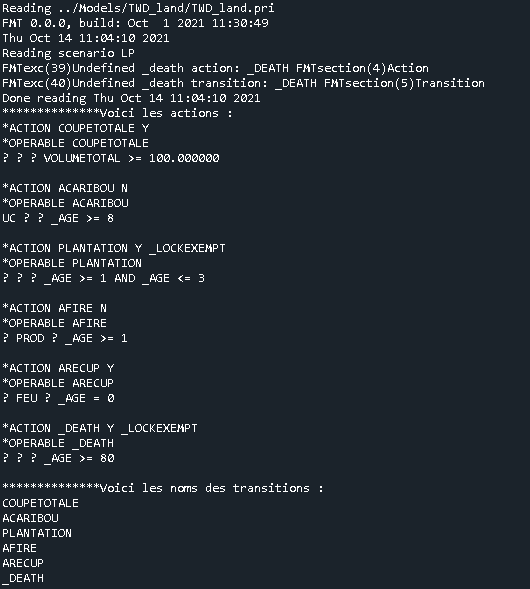 Reading ../Models/TWD_land/TWD_land.pri
FMT 0.0.0, build: Oct  1 2021 11:30:49
Thu Oct 14 11:04:10 2021
Reading scenario LP
FMTexc(39)Undefined _death action: _DEATH FMTsection(4)Action
FMTexc(40)Undefined _death transition: _DEATH FMTsection(5)Transition
Done reading Thu Oct 14 11:04:10 2021
**************Voici les actions :
*ACTION COUPETOTALE Y
*OPERABLE COUPETOTALE
? ? ? VOLUMETOTAL >= 100.000000
*ACTION ACARIBOU N
*OPERABLE ACARIBOU
UC ? ? _AGE >= 8
*ACTION PLANTATION Y _LOCKEXEMPT
*OPERABLE PLANTATION
? ? ? _AGE >= 1 AND _AGE <= 3
*ACTION AFIRE N
*OPERABLE AFIRE
? PROD ? _AGE >= 1
*ACTION ARECUP Y
*OPERABLE ARECUP
? FEU ? _AGE = 0
*ACTION _DEATH Y _LOCKEXEMPT
*OPERABLE _DEATH
? ? ? _AGE >= 80
**************Voici les noms des transitions :
COUPETOTALE
ACARIBOU
PLANTATION
AFIRE
ARECUP
_DEATH